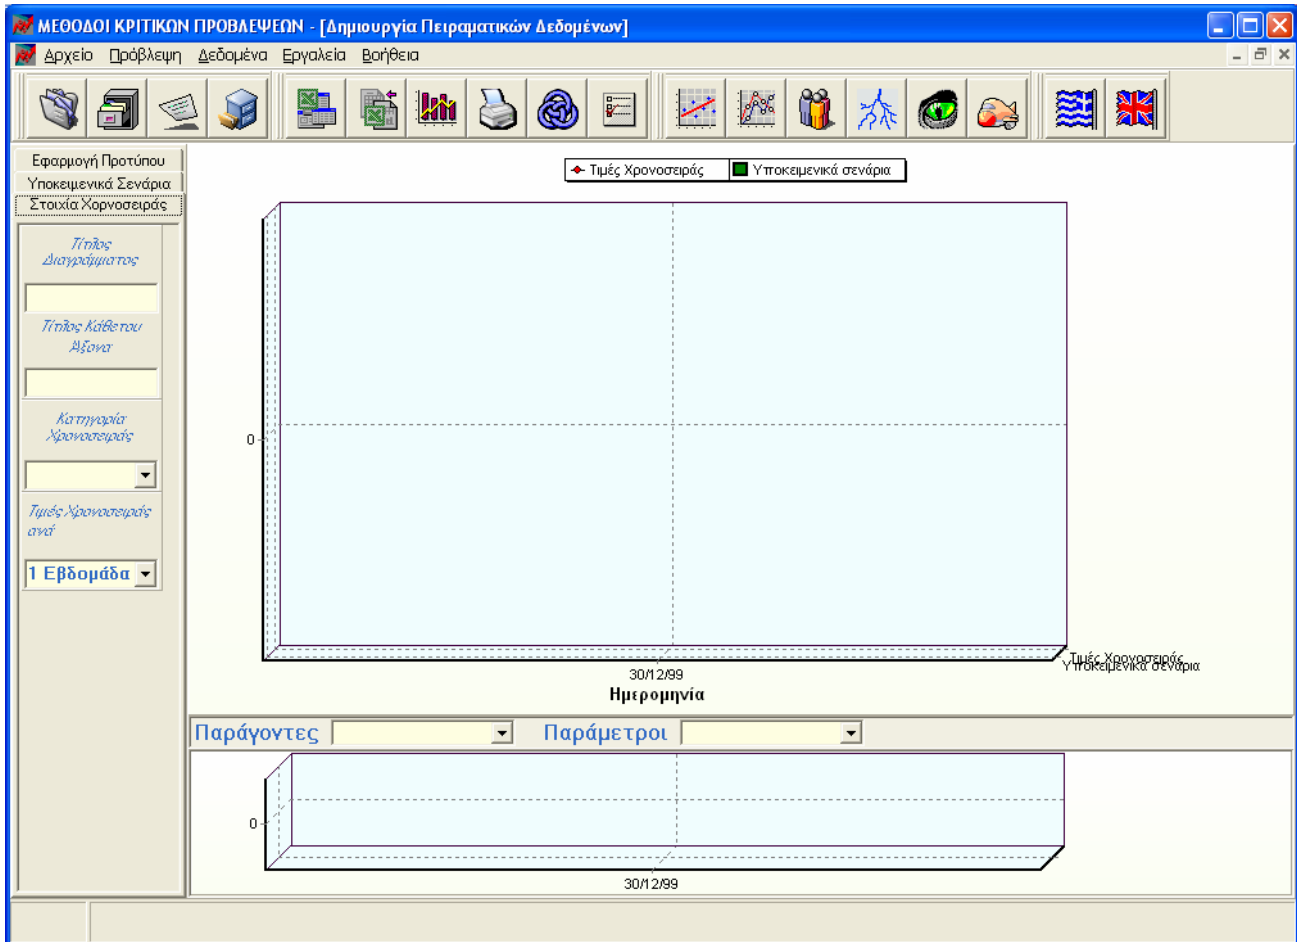 ΜΕΘΟΔΟΙ ΚΡΙΤΙΚΩΝ ΠΡΟΒΛΕΨΕΩΝ - [Δημιουργία Πειραματικών Δεδομένων]
Αρχείο Πρόβλεψη Δεδομένα Εργαλεία Βοήθεια
Εφαρμογή Προτύπου
Υποκειμενικά Σενάρια
Στοιχία Χορνοσειράς
Τιμές Χρονοσειράς Υποκειμενικά σενάρια
Τίτλος
Διαγράμματος
Τίτλος Κάθετου
Άξονα
Κατηγορία
Χρονοσειράς
Τιμές Χρονοσειράς
ανά
1 Εβδομάδα
0
Τιμές Χρονοσειράς
Υποκειμενικά σενάρια
30/12/99
Ημερομηνία
Παράγοντες Παράμετροι
0
30/12/99